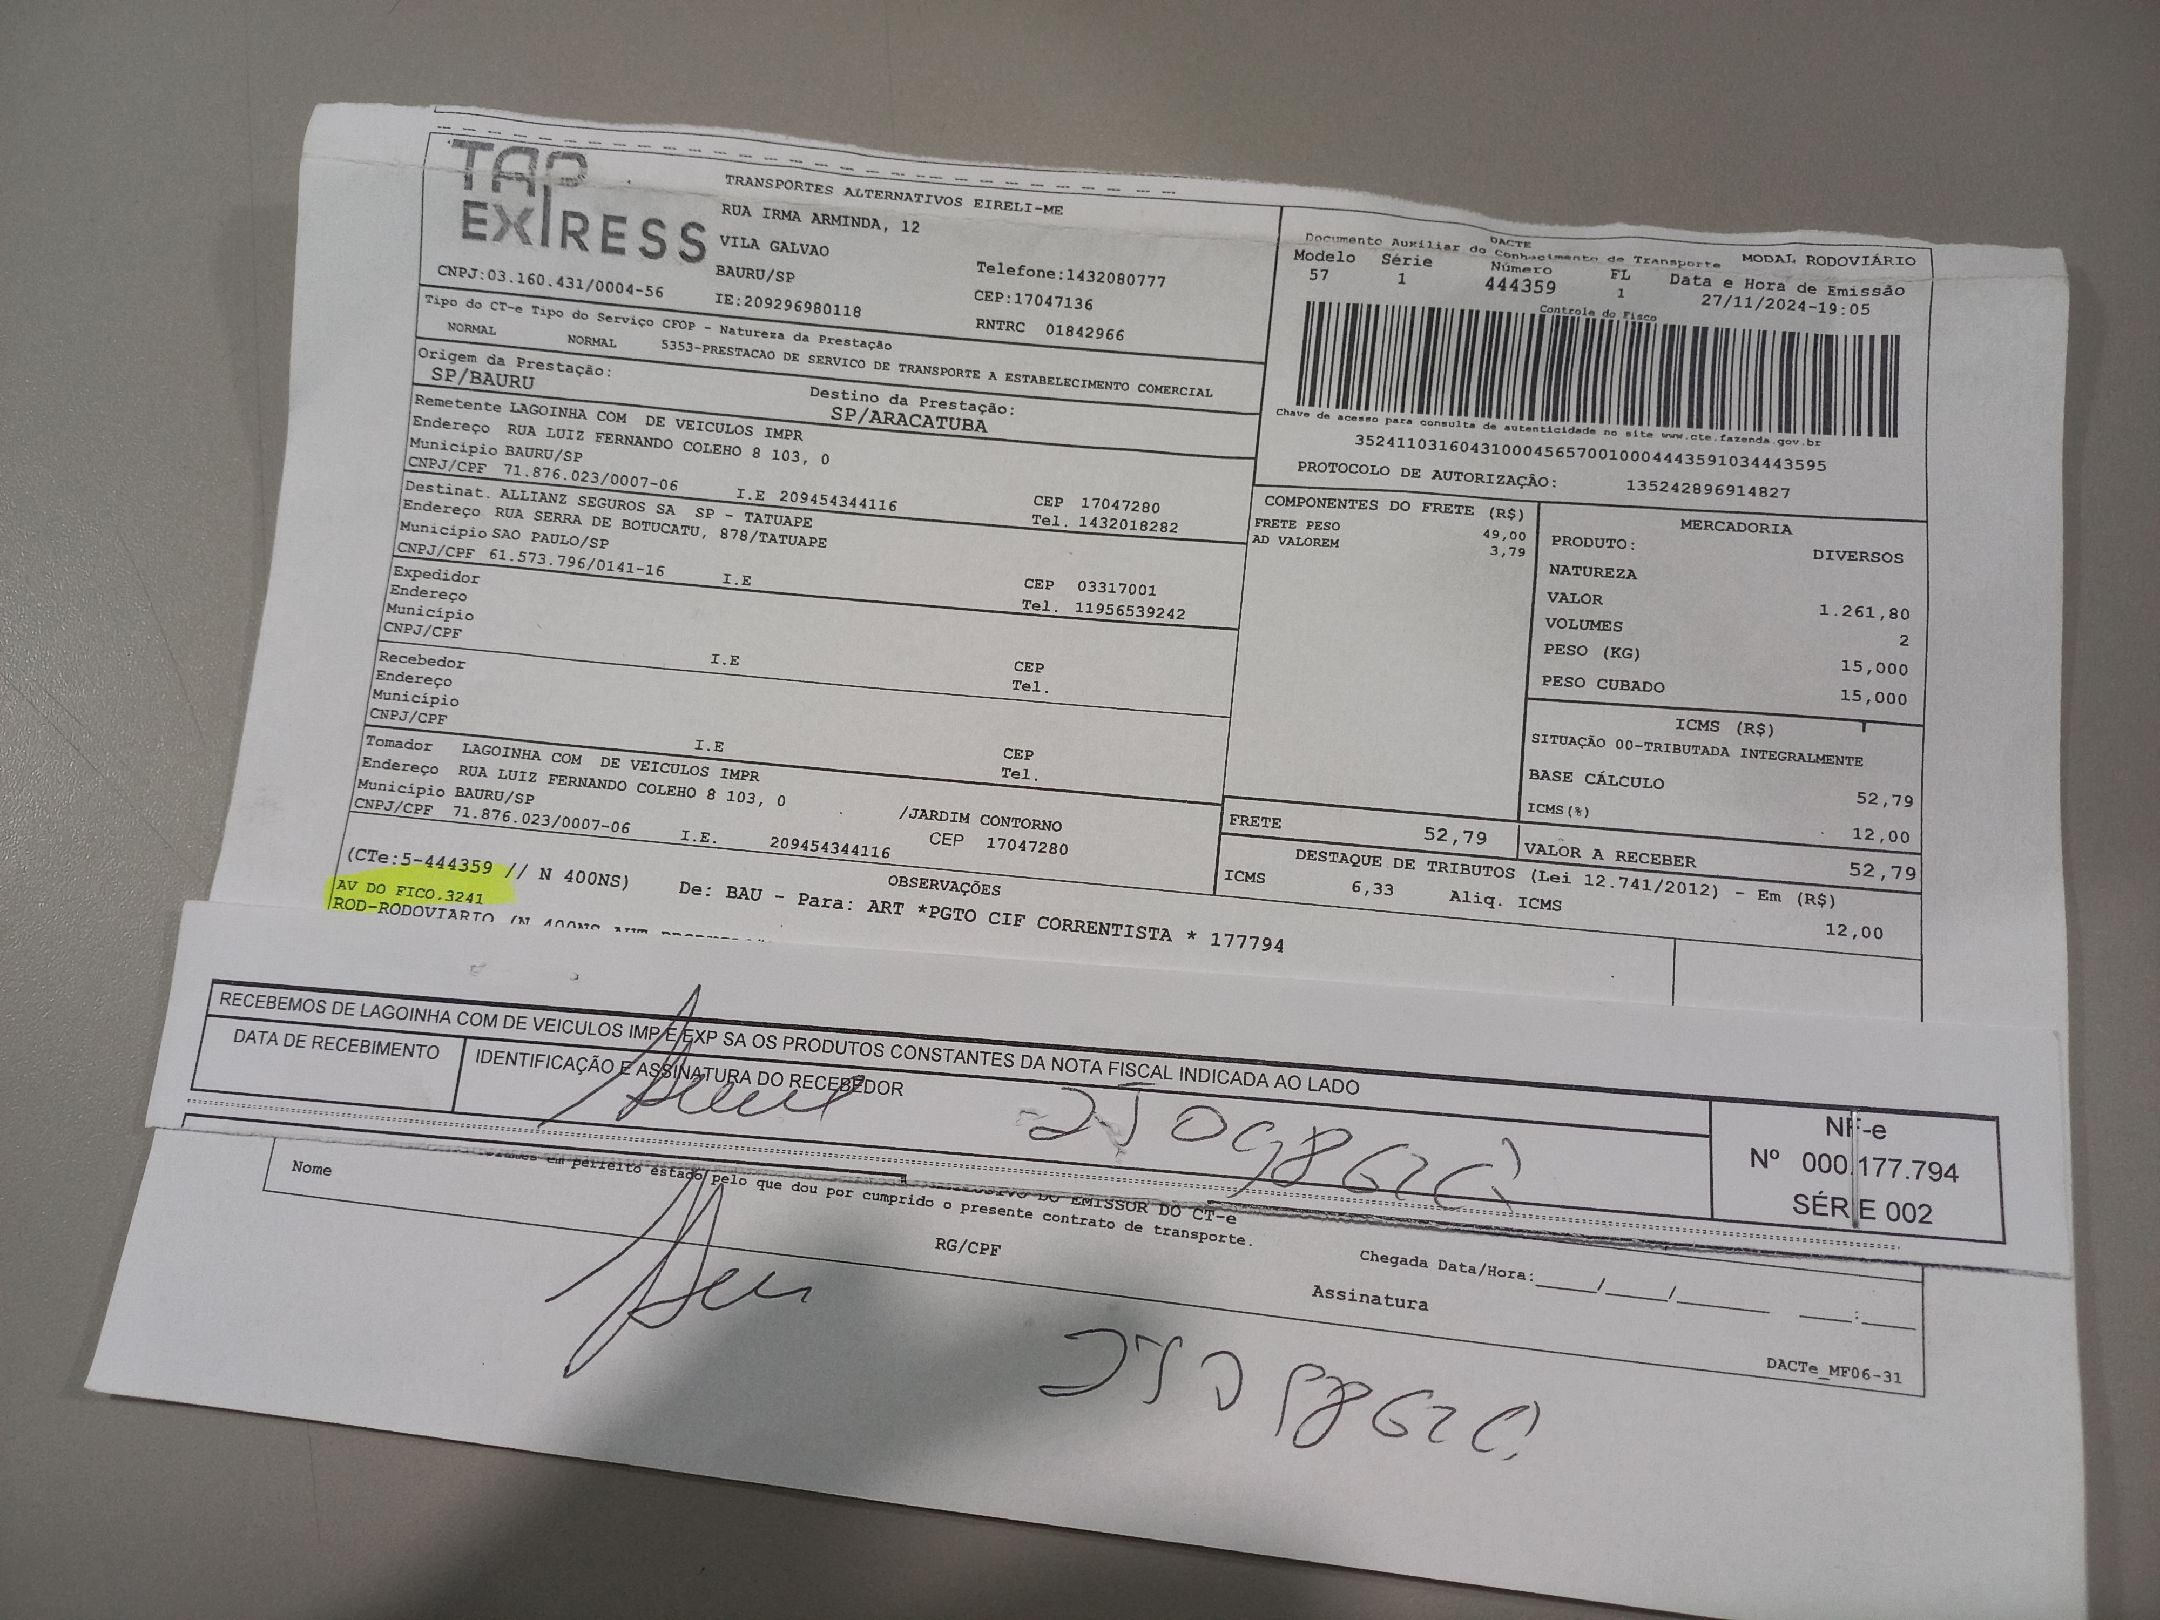 TAP
EXPRESS
TRANSPORTES ALTERNATIVOS EIRELI-ME
RUA IRMA ARMINDA, 12
VILA GALVAO
BAURU/SP
Telefone:1432080777
CNPJ:03.160.431/0004-56
IE:209296980118
CEP:17047136
RNTRC 01842966
Tipo do CT-e Tipo do Serviço CFOP - Natureza da Prestação
NORMAL NORMAL 5353-PRESTACAO DE SERVICO DE TRANSPORTE A ESTABELECIMENTO COMERCIAL
Origem da Prestação:
SP/BAURU
Destino da Prestação:
SP/ARACATUBA
Remetente LAGOINHA COM DE VEICULOS IMPR
Endereço RUA LUIZ FERNANDO COLEHO 8 103, 0
Município BAURU/SP
CEP 17047280
CNPJ/CPF 71.876.023/0007-06 I.E 209454344116 Tel. 1432018282
Destinat. ALLIANZ SEGUROS SA SP - TATUAPE
Endereço RUA SERRA DE BOTUCATU, 878/TATUAPE
Município SAO PAULO/SP
CEP 03317001
CNPJ/CPF 61.573.796/0141-16 I.E Tel. 11956539242
Expedidor
Endereço
Município CEP
CNPJ/CPF I.E Tel.
Recebedor
Endereço
Município CEP
CNPJ/CPF I.E Tel.
Tomador LAGOINHA COM DE VEICULOS IMPR
Endereço RUA LUIZ FERNANDO COLEHO 8 103, 0 /JARDIM CONTORNO
Município BAURU/SP CEP 17047280
CNPJ/CPF 71.876.023/0007-06 I.E. 209454344116
DACTE
Documento Auxiliar do Conhecimento de Transporte MODAL RODOVIÁRIO
Modelo Série Número FL Data e Hora de Emissão
57 1 444359 1 27/11/2024-19:05
Controle do Fisco
Chave de acesso para consulta de autenticidade no site www.cte.fazenda.gov.br
35241103160431000456570010004443591034443595
PROTOCOLO DE AUTORIZAÇÃO: 135242896914827
COMPONENTES DO FRETE (R$)
FRETE PESO 49,00
AD VALOREM 3,79
MERCADORIA
PRODUTO: DIVERSOS
NATUREZA
VALOR 1.261,80
VOLUMES 2
PESO (KG) 15,000
PESO CUBADO 15,000
ICMS (R$)
SITUAÇÃO 00-TRIBUTADA INTEGRALMENTE
BASE CÁLCULO 52,79
ICMS(%) 12,00
FRETE 52,79
VALOR A RECEBER 52,79
DESTAQUE DE TRIBUTOS (Lei 12.741/2012) - Em (R$)
ICMS 6,33 Aliq. ICMS 12,00
OBSERVAÇÕES
(CTe:5-444359 // N 400NS) De: BAU - Para: ART *PGTO CIF CORRENTISTA * 177794
AV DO FICO.3241
ROD-RODOVIARIO
RECEBEMOS DE LAGOINHA COM DE VEICULOS IMP E EXP SA OS PRODUTOS CONSTANTES DA NOTA FISCAL INDICADA AO LADO
DATA DE RECEBIMENTO
IDENTIFICAÇÃO E ASSINATURA DO RECEBEDOR
NF-e
Nº 000.177.794
SÉRIE 002
EMISSOR DO CT-e
em perfeito estado pelo que dou por cumprido o presente contrato de transporte.
Nome
RG/CPF
Chegada Data/Hora:____/____/____ __:__
Assinatura
DACTe_MF06-31